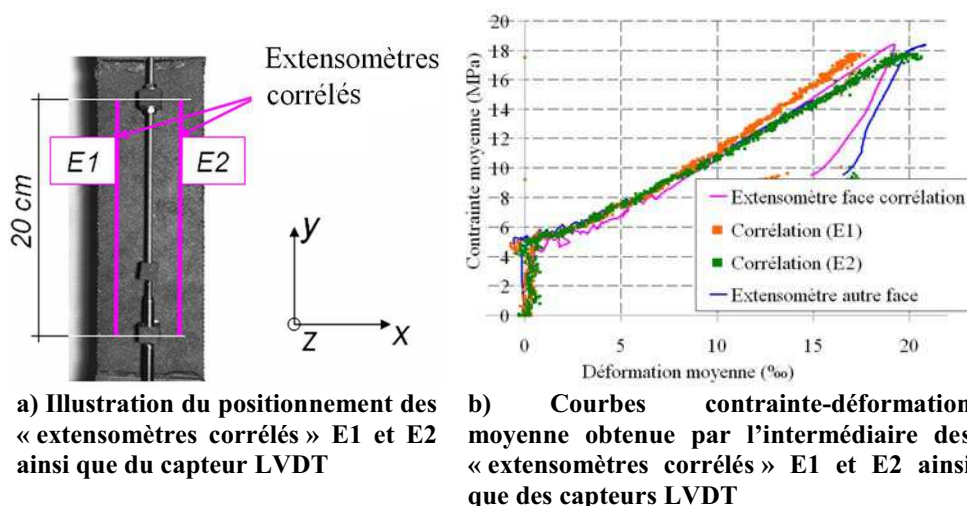 Extensomètres
corrélés
E1
E2
20 cm
y
z
x
Contrainte moyenne (MPa)
20
18
16
14
12
10
8
6
4
2
0
0
5
10
15
20
Déformation moyenne (‰)
Extensomètre face corrélation
Corrélation (E1)
Corrélation (E2)
Extensomètre autre face
a) Illustration du positionnement des
« extensomètres corrélés » E1 et E2
ainsi que du capteur LVDT
b) Courbes contrainte-déformation
moyenne obtenue par l’intermédiaire des
« extensomètres corrélés » E1 et E2 ainsi
que des capteurs LVDT